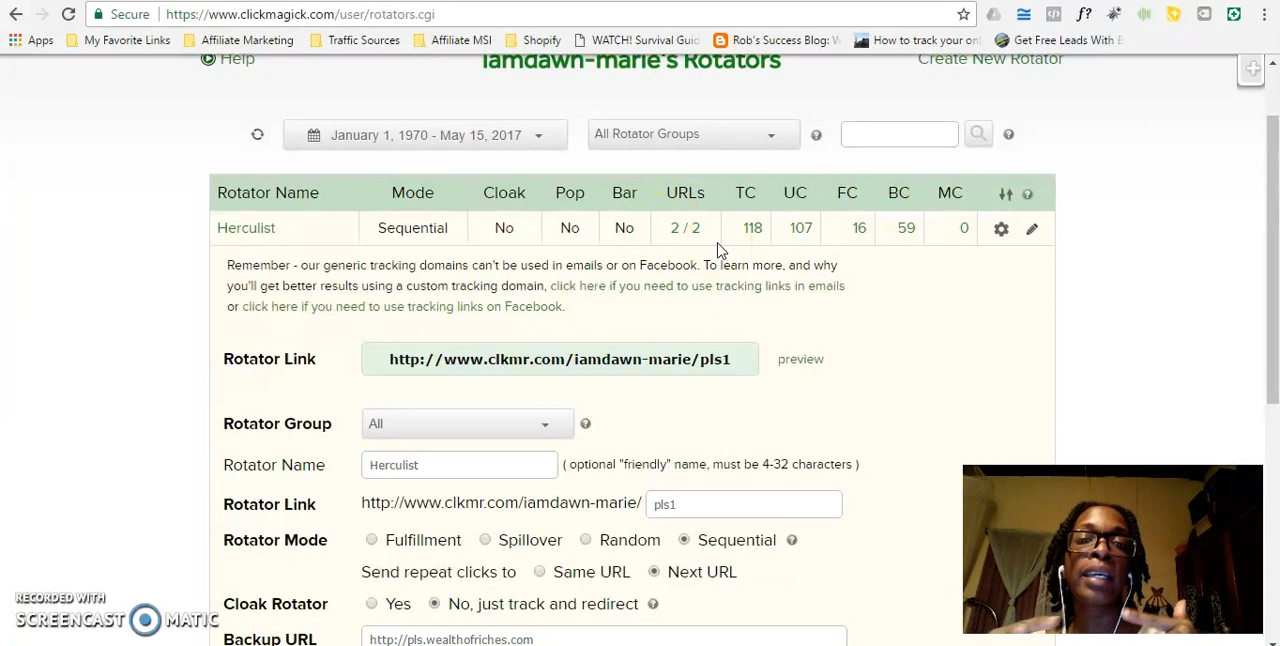 Secure https://www.clickmagick.com/user/rotators.cgi
Apps My Favorite Links Affiliate Marketing Traffic Sources Affiliate MSI Shopify WATCH! Survival Guid Rob's Success Blog: W How to track your onl Get Free Leads With B
Help iamdawn-marie's Rotators Create New Rotator
January 1, 1970 - May 15, 2017 All Rotator Groups
Rotator Name Mode Cloak Pop Bar URLs TC UC FC BC MC
Herculist Sequential No No No 2 / 2 118 107 16 59 0
Remember - our generic tracking domains can't be used in emails or on Facebook. To learn more, and why
you'll get better results using a custom tracking domain, click here if you need to use tracking links in emails
or click here if you need to use tracking links on Facebook.
Rotator Link http://www.clkmr.com/iamdawn-marie/pls1 preview
Rotator Group All
Rotator Name Herculist ( optional "friendly" name, must be 4-32 characters )
Rotator Link http://www.clkmr.com/iamdawn-marie/ pls1
Rotator Mode Fulfillment Spillover Random Sequential
Send repeat clicks to Same URL Next URL
Cloak Rotator Yes No, just track and redirect
Backup URL http://pls.wealthofriches.com
RECORDED WITH
SCREENCAST MATIC